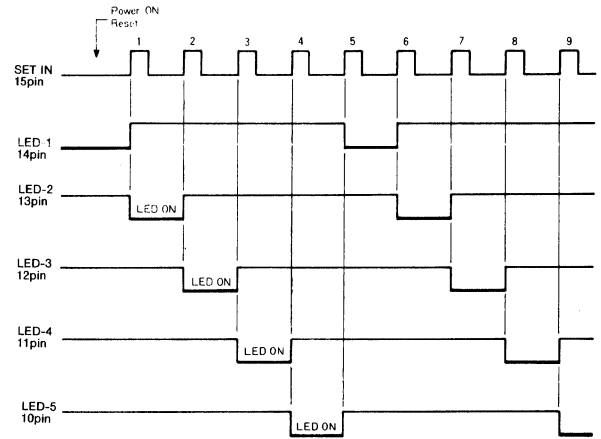 Power ON
Reset
1 2 3 4 5 6 7 8 9
SET IN
15pin
LED-1
14pin
LED-2
13pin
LED ON
LED-3
12pin
LED ON
LED-4
11pin
LED ON
LED-5
10pin
LED ON